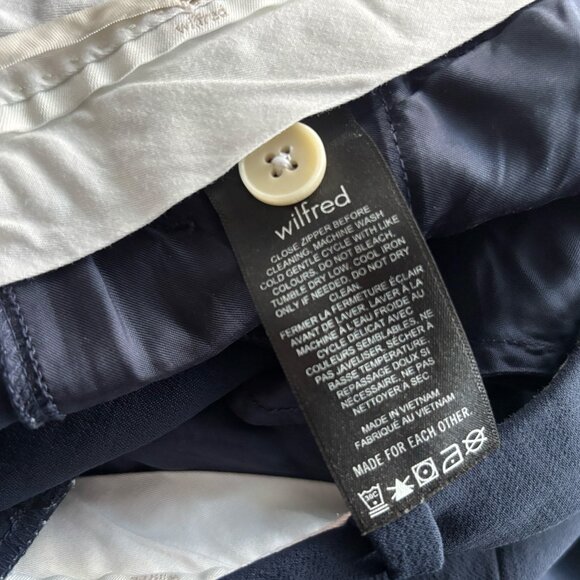 wilfred
wilfred
CLOSE ZIPPER BEFORE
CLEANING. MACHINE WASH
COLD GENTLE CYCLE WITH LIKE
COLOURS. DO NOT BLEACH.
TUMBLE DRY LOW. COOL IRON
ONLY IF NEEDED. DO NOT DRY
CLEAN.
FERMER LA FERMETURE ÉCLAIR
AVANT DE LAVER. LAVER À LA
MACHINE À L'EAU FROIDE AU
CYCLE DÉLICAT AVEC
COULEURS SEMBLABLES. NE
PAS JAVELISER. SÉCHER À
BASSE TEMPÉRATURE.
REPASSAGE DOUX SI
NÉCESSAIRE. NE PAS
NETTOYER À SEC.
MADE IN VIETNAM
FABRIQUÉ AU VIETNAM
MADE FOR EACH OTHER.
30C